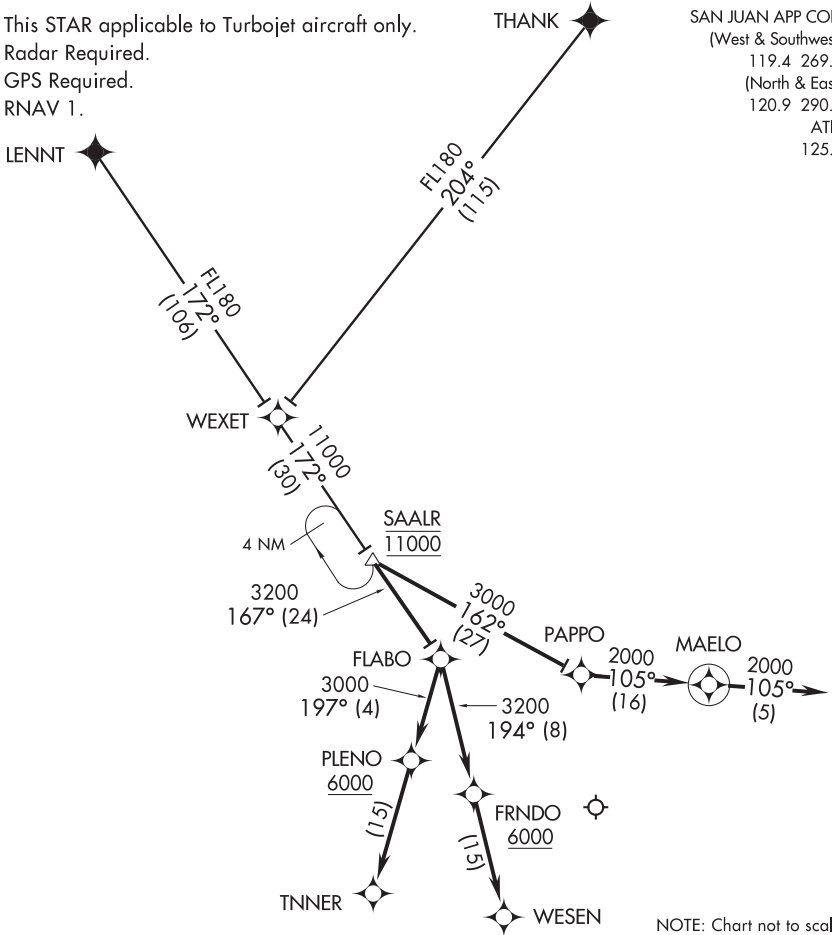 This STAR applicable to Turbojet aircraft only.
Radar Required.
GPS Required.
RNAV 1.
SAN JUAN APP CO
(West & Southwes
119.4 269.
(North & Eas
120.9 290.
AT
125.
THANK
LENNT
FL180
204°
(115)
FL180
172°
(106)
WEXET
11000
172°
(30)
SAALR
11000
4 NM
3200
167° (24)
3000
162°
(27)
PAPPO
2000
105°
(16)
MAELO
2000
105°
(5)
FLABO
3000
197° (4)
3200
194° (8)
PLENO
6000
(15)
FRNDO
6000
(15)
TNNER
WESEN
NOTE: Chart not to scal